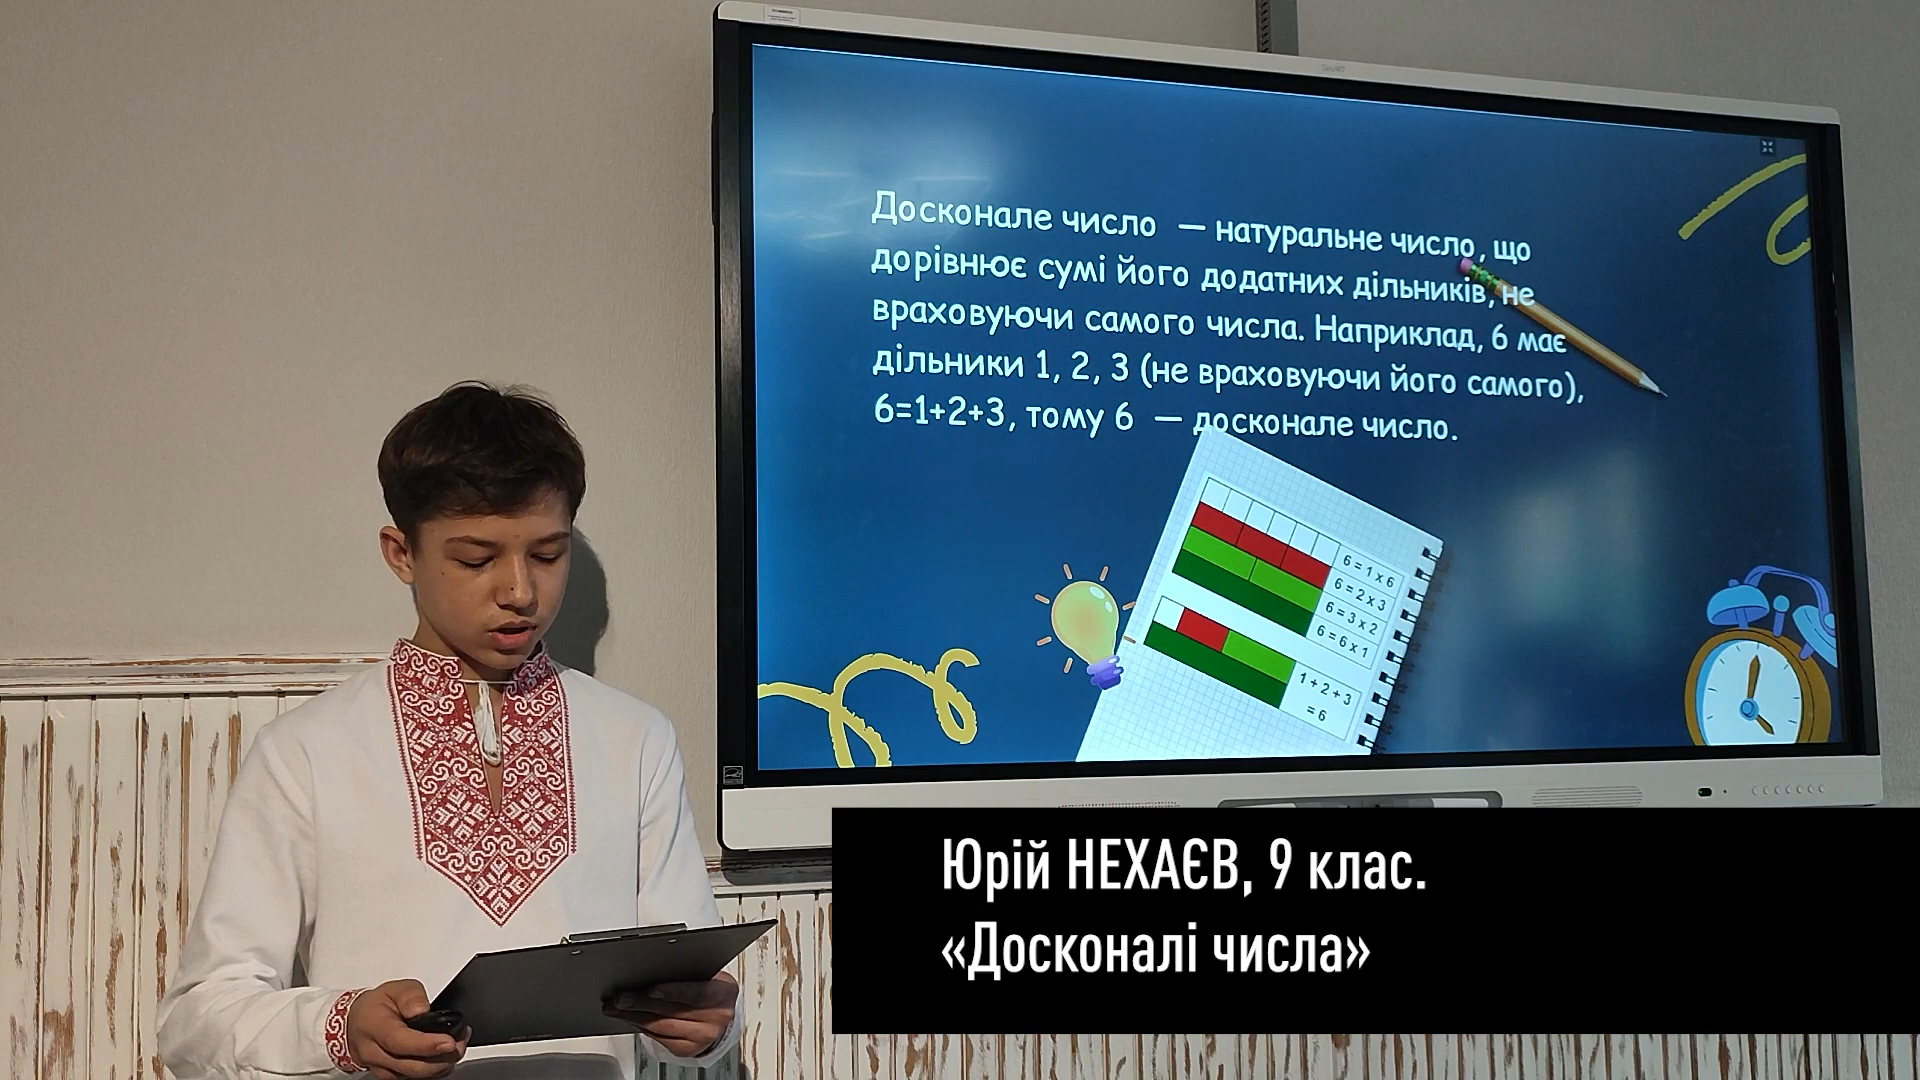 Досконале число — натуральне число, що
дорівнює сумі його додатних дільників, не
враховуючи самого числа. Наприклад, 6 має
дільники 1, 2, 3 (не враховуючи його самого),
6=1+2+3, тому 6 — досконале число.
6 = 1 x 6
6 = 2 x 3
6 = 3 x 2
6 = 6 x 1
1 + 2 + 3
= 6
Юрій НЕХАЄВ, 9 клас.
«Досконалі числа»